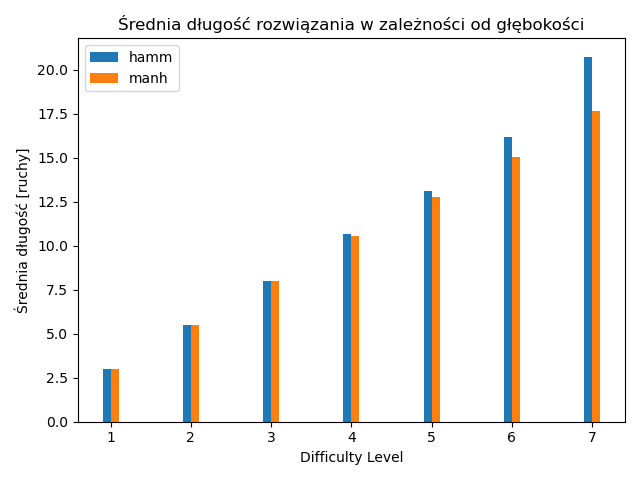 Średnia długość rozwiązania w zależności od głębokości
hamm
manh
Średnia długość [ruchy]
20.0
17.5
15.0
12.5
10.0
7.5
5.0
2.5
0.0
1 2 3 4 5 6 7
Difficulty Level